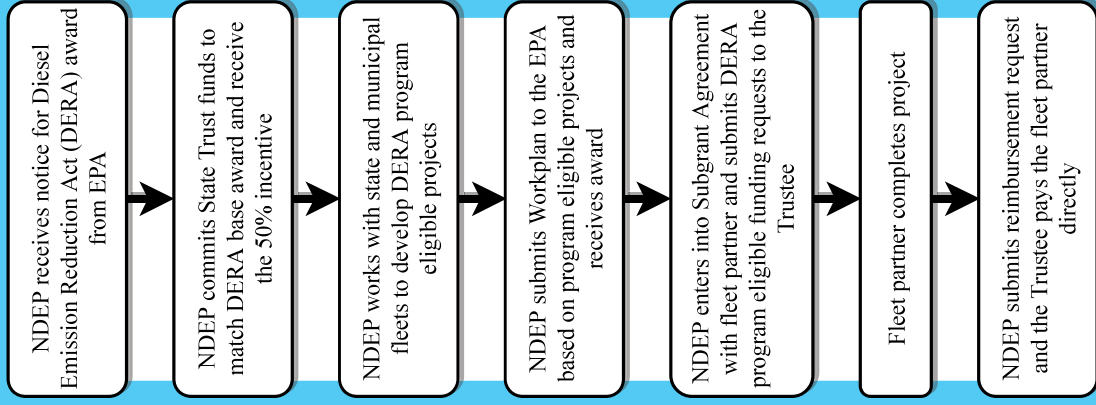 NDEP receives notice for Diesel
Emission Reduction Act (DERA) award
from EPA
NDEP commits State Trust funds to
match DERA base award and receive
the 50% incentive
NDEP works with state and municipal
fleets to develop DERA program
eligible projects
NDEP submits Workplan to the EPA
based on program eligible projects and
receives award
NDEP enters into Subgrant Agreement
with fleet partner and submits DERA
program eligible funding requests to the
Trustee
Fleet partner completes project
NDEP submits reimbursement request
and the Trustee pays the fleet partner
directly